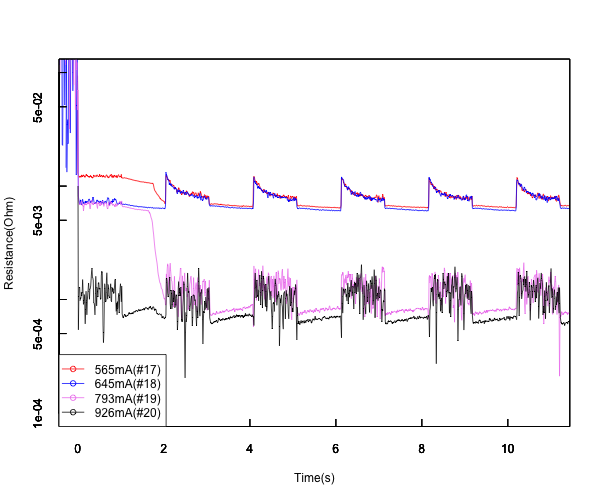 5e-02
5e-03
5e-04
1e-04
Resistance(Ohm)
565mA(#17)
645mA(#18)
793mA(#19)
926mA(#20)
0 2 4 6 8 10
Time(s)